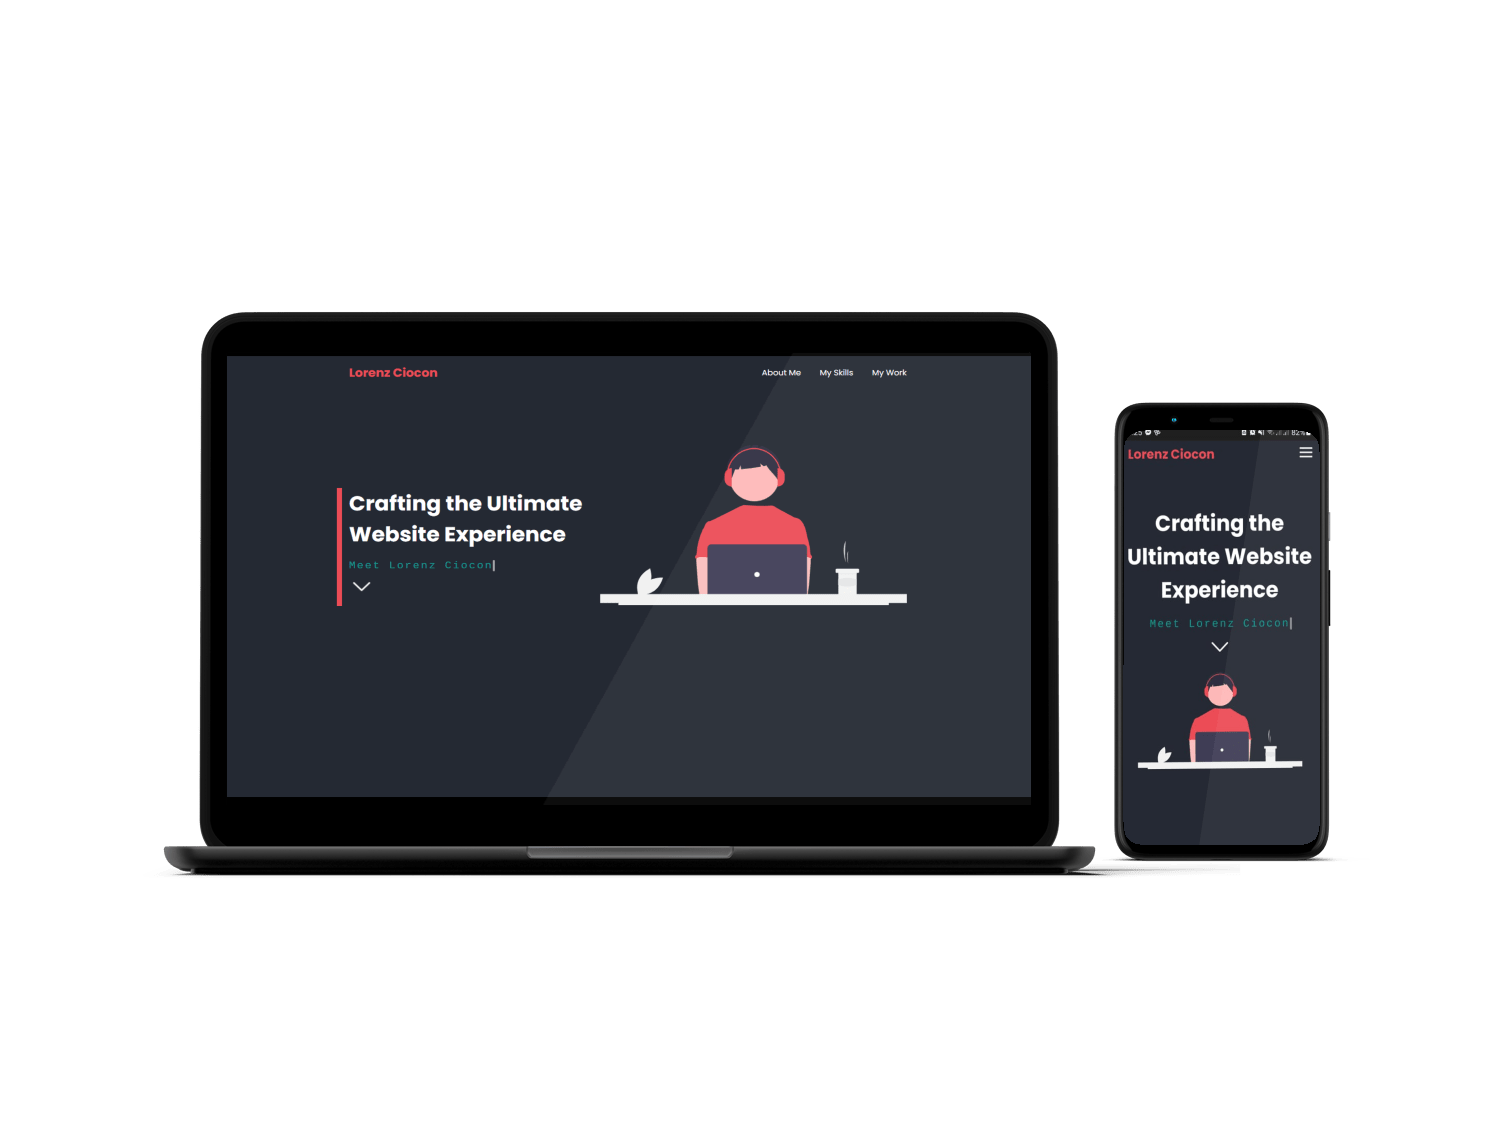 Lorenz Ciocon
About Me My Skills My Work
Crafting the Ultimate
Website Experience
Meet Lorenz Ciocon
82%
Lorenz Ciocon
Crafting the
Ultimate Website
Experience
Meet Lorenz Ciocon